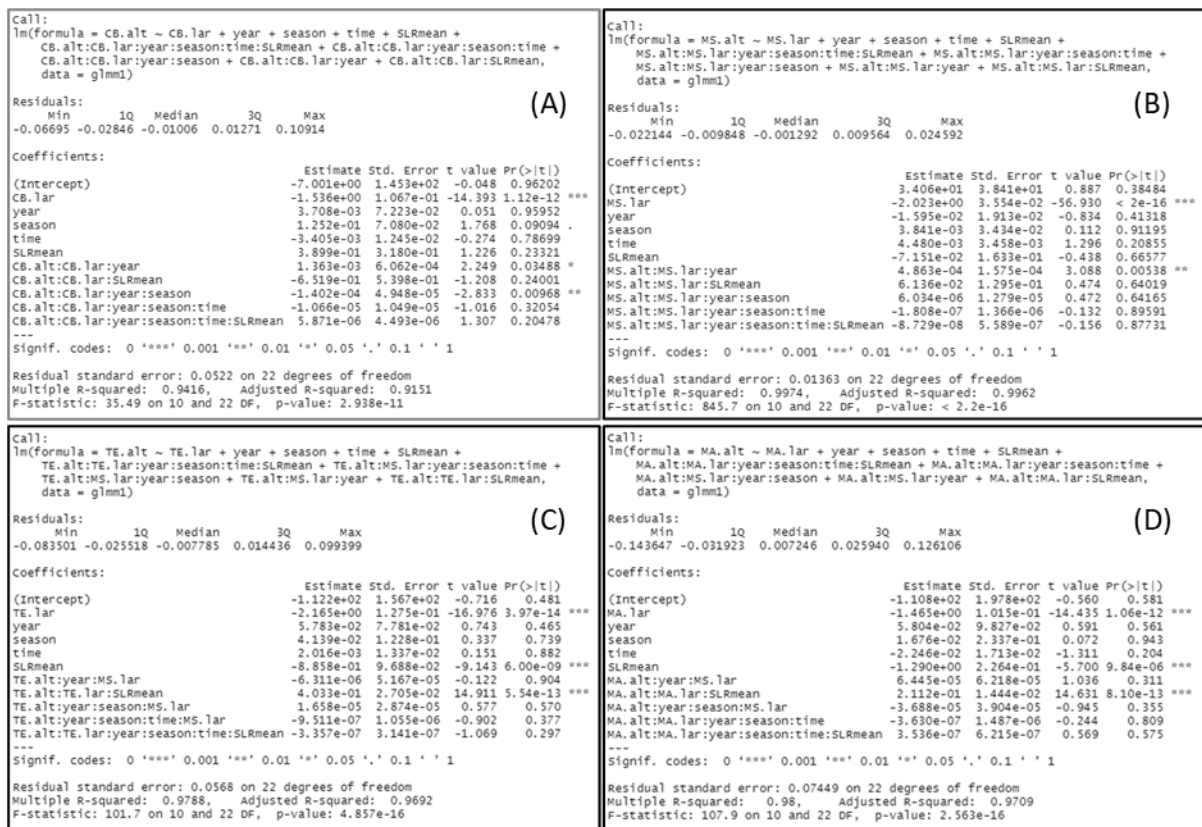 Call:
lm(formula = CB.alt ~ CB.lar + year + season + time + SLRmean +
CB.alt:CB.lar:year:season:time:SLRmean + CB.alt:CB.lar:year:season:time +
CB.alt:CB.lar:year:season + CB.alt:CB.lar:year + CB.alt:CB.lar:SLRmean,
data = glmm1)
Residuals:
Min 1Q Median 3Q Max
-0.06695 -0.02846 -0.01006 0.01271 0.10914
(A)
Coefficients:
Estimate Std. Error t value Pr(>|t|)
(Intercept) -7.001e+00 1.453e+02 -0.048 0.96202
CB.lar -1.536e+00 1.067e-01 -14.393 1.12e-12 ***
year 3.708e-03 7.223e-02 0.051 0.95952
season 1.252e-01 7.080e-02 1.768 0.09094 .
time -3.405e-03 1.245e-02 -0.274 0.78699
SLRmean 3.899e-01 3.180e-01 1.226 0.23321
CB.alt:CB.lar:year 1.363e-03 6.062e-04 2.249 0.03488 *
CB.alt:CB.lar:SLRmean -6.519e-01 5.398e-01 -1.208 0.24001
CB.alt:CB.lar:year:season -1.402e-04 4.948e-05 -2.833 0.00968 **
CB.alt:CB.lar:year:season:time -1.066e-05 1.049e-05 -1.016 0.32054
CB.alt:CB.lar:year:season:time:SLRmean 5.871e-06 4.493e-06 1.307 0.20478
---
Signif. codes: 0 '***' 0.001 '**' 0.01 '*' 0.05 '.' 0.1 ' ' 1
Residual standard error: 0.0522 on 22 degrees of freedom
Multiple R-squared: 0.9416, Adjusted R-squared: 0.9151
F-statistic: 35.49 on 10 and 22 DF, p-value: 2.938e-11
Call:
lm(formula = MS.alt ~ MS.lar + year + season + time + SLRmean +
MS.alt:MS.lar:year:season:time:SLRmean + MS.alt:MS.lar:year:season:time +
MS.alt:MS.lar:year:season + MS.alt:MS.lar:year + MS.alt:MS.lar:SLRmean,
data = glmm1)
Residuals:
Min 1Q Median 3Q Max
-0.022144 -0.009848 -0.001292 0.009564 0.024592
(B)
Coefficients:
Estimate Std. Error t value Pr(>|t|)
(Intercept) 3.406e+01 3.841e+01 0.887 0.38484
MS.lar -2.023e+00 3.554e-02 -56.930 < 2e-16 ***
year -1.595e-02 1.913e-02 -0.834 0.41318
season 3.841e-03 3.434e-02 0.112 0.91195
time 4.480e-03 3.458e-03 1.296 0.20855
SLRmean -7.151e-02 1.633e-01 -0.438 0.66577
MS.alt:MS.lar:year 4.863e-04 1.575e-04 3.088 0.00538 **
MS.alt:MS.lar:SLRmean 6.136e-02 1.295e-01 0.474 0.64019
MS.alt:MS.lar:year:season 6.034e-06 1.279e-05 0.472 0.64165
MS.alt:MS.lar:year:season:time -1.808e-07 1.366e-06 -0.132 0.89591
MS.alt:MS.lar:year:season:time:SLRmean -8.729e-08 5.589e-07 -0.156 0.87731
---
Signif. codes: 0 '***' 0.001 '**' 0.01 '*' 0.05 '.' 0.1 ' ' 1
Residual standard error: 0.01363 on 22 degrees of freedom
Multiple R-squared: 0.9974, Adjusted R-squared: 0.9962
F-statistic: 845.7 on 10 and 22 DF, p-value: < 2.2e-16
Call:
lm(formula = TE.alt ~ TE.lar + year + season + time + SLRmean +
TE.alt:TE.lar:year:season:time:SLRmean + TE.alt:MS.lar:year:season:time +
TE.alt:MS.lar:year:season + TE.alt:MS.lar:year + TE.alt:TE.lar:SLRmean,
data = glmm1)
Residuals:
Min 1Q Median 3Q Max
-0.083501 -0.025518 -0.007785 0.014436 0.099399
(C)
Coefficients:
Estimate Std. Error t value Pr(>|t|)
(Intercept) -1.122e+02 1.567e+02 -0.716 0.481
TE.lar -2.165e+00 1.275e-01 -16.976 3.97e-14 ***
year 5.783e-02 7.781e-02 0.743 0.465
season 4.139e-02 1.228e-01 0.337 0.739
time 2.016e-03 1.337e-02 0.151 0.882
SLRmean -8.858e-01 9.688e-02 -9.143 6.00e-09 ***
TE.alt:year:MS.lar -6.311e-06 5.167e-05 -0.122 0.904
TE.alt:TE.lar:SLRmean 4.033e-01 2.705e-02 14.911 5.54e-13 ***
TE.alt:year:season:MS.lar 1.658e-05 2.874e-05 0.577 0.570
TE.alt:year:season:time:MS.lar -9.511e-07 1.055e-06 -0.902 0.377
TE.alt:TE.lar:year:season:time:SLRmean -3.357e-07 3.141e-07 -1.069 0.297
---
Signif. codes: 0 '***' 0.001 '**' 0.01 '*' 0.05 '.' 0.1 ' ' 1
Residual standard error: 0.0568 on 22 degrees of freedom
Multiple R-squared: 0.9788, Adjusted R-squared: 0.9692
F-statistic: 101.7 on 10 and 22 DF, p-value: 4.857e-16
Call:
lm(formula = MA.alt ~ MA.lar + year + season + time + SLRmean +
MA.alt:MA.lar:year:season:time:SLRmean + MA.alt:MA.lar:year:season:time +
MA.alt:MS.lar:year:season + MA.alt:MS.lar:year + MA.alt:MA.lar:SLRmean,
data = glmm1)
Residuals:
Min 1Q Median 3Q Max
-0.143647 -0.031923 0.007246 0.025940 0.126106
(D)
Coefficients:
Estimate Std. Error t value Pr(>|t|)
(Intercept) -1.108e+02 1.978e+02 -0.560 0.581
MA.lar -1.465e+00 1.015e-01 -14.435 1.06e-12 ***
year 5.804e-02 9.827e-02 0.591 0.561
season 1.676e-02 2.337e-01 0.072 0.943
time -2.246e-02 1.713e-02 -1.311 0.204
SLRmean -1.290e+00 2.264e-01 -5.700 9.84e-06 ***
MA.alt:year:MS.lar 6.445e-05 6.218e-05 1.036 0.311
MA.alt:MA.lar:SLRmean 2.112e-01 1.444e-02 14.631 8.10e-13 ***
MA.alt:year:season:MS.lar -3.688e-05 3.904e-05 -0.945 0.355
MA.alt:MA.lar:year:season:time -3.630e-07 1.487e-06 -0.244 0.809
MA.alt:MA.lar:year:season:time:SLRmean 3.536e-07 6.215e-07 0.569 0.575
---
Signif. codes: 0 '***' 0.001 '**' 0.01 '*' 0.05 '.' 0.1 ' ' 1
Residual standard error: 0.07449 on 22 degrees of freedom
Multiple R-squared: 0.98, Adjusted R-squared: 0.9709
F-statistic: 107.9 on 10 and 22 DF, p-value: 2.563e-16